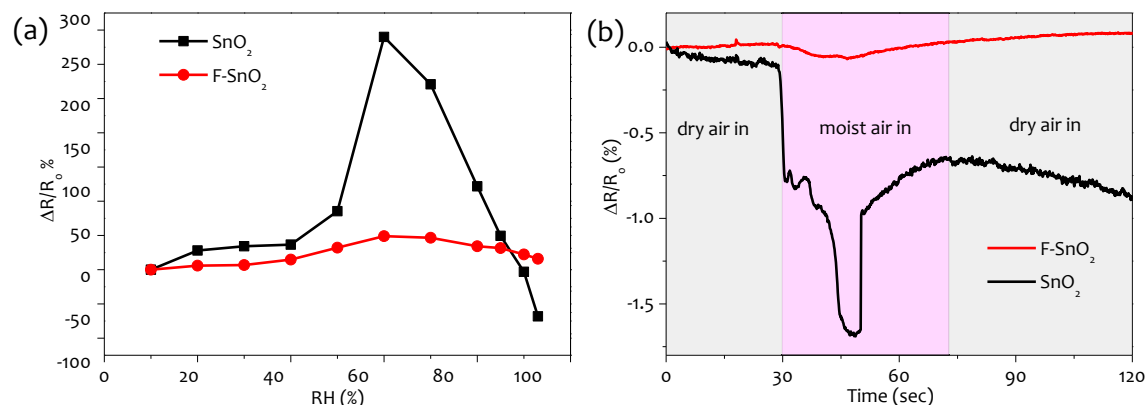 (a)
SnO₂
F-SnO₂
300
250
200
150
100
50
0
-50
-100
ΔR/R₀ %
0 20 40 60 80 100
RH (%)
(b)
0.0
-0.5
-1.0
-1.5
ΔR/R₀ (%)
dry air in
moist air in
dry air in
F-SnO₂
SnO₂
0 30 60 90 120
Time (sec)